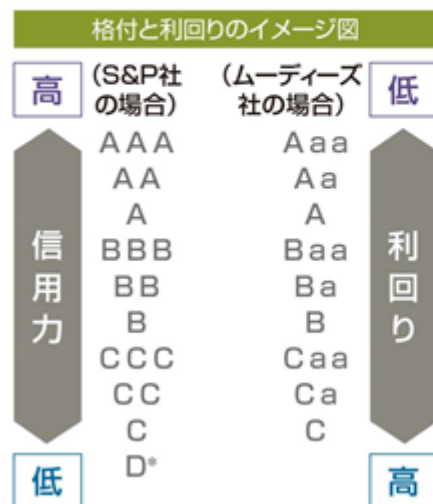 格付と利回りのイメージ図
高 (S&P社の場合) (ムーディーズ社の場合) 低
AAA Aaa
AA Aa
A A
BBB Baa
BB Ba
B B
CCC Caa
CC Ca
C C
D*
信用力
利回り
低 高